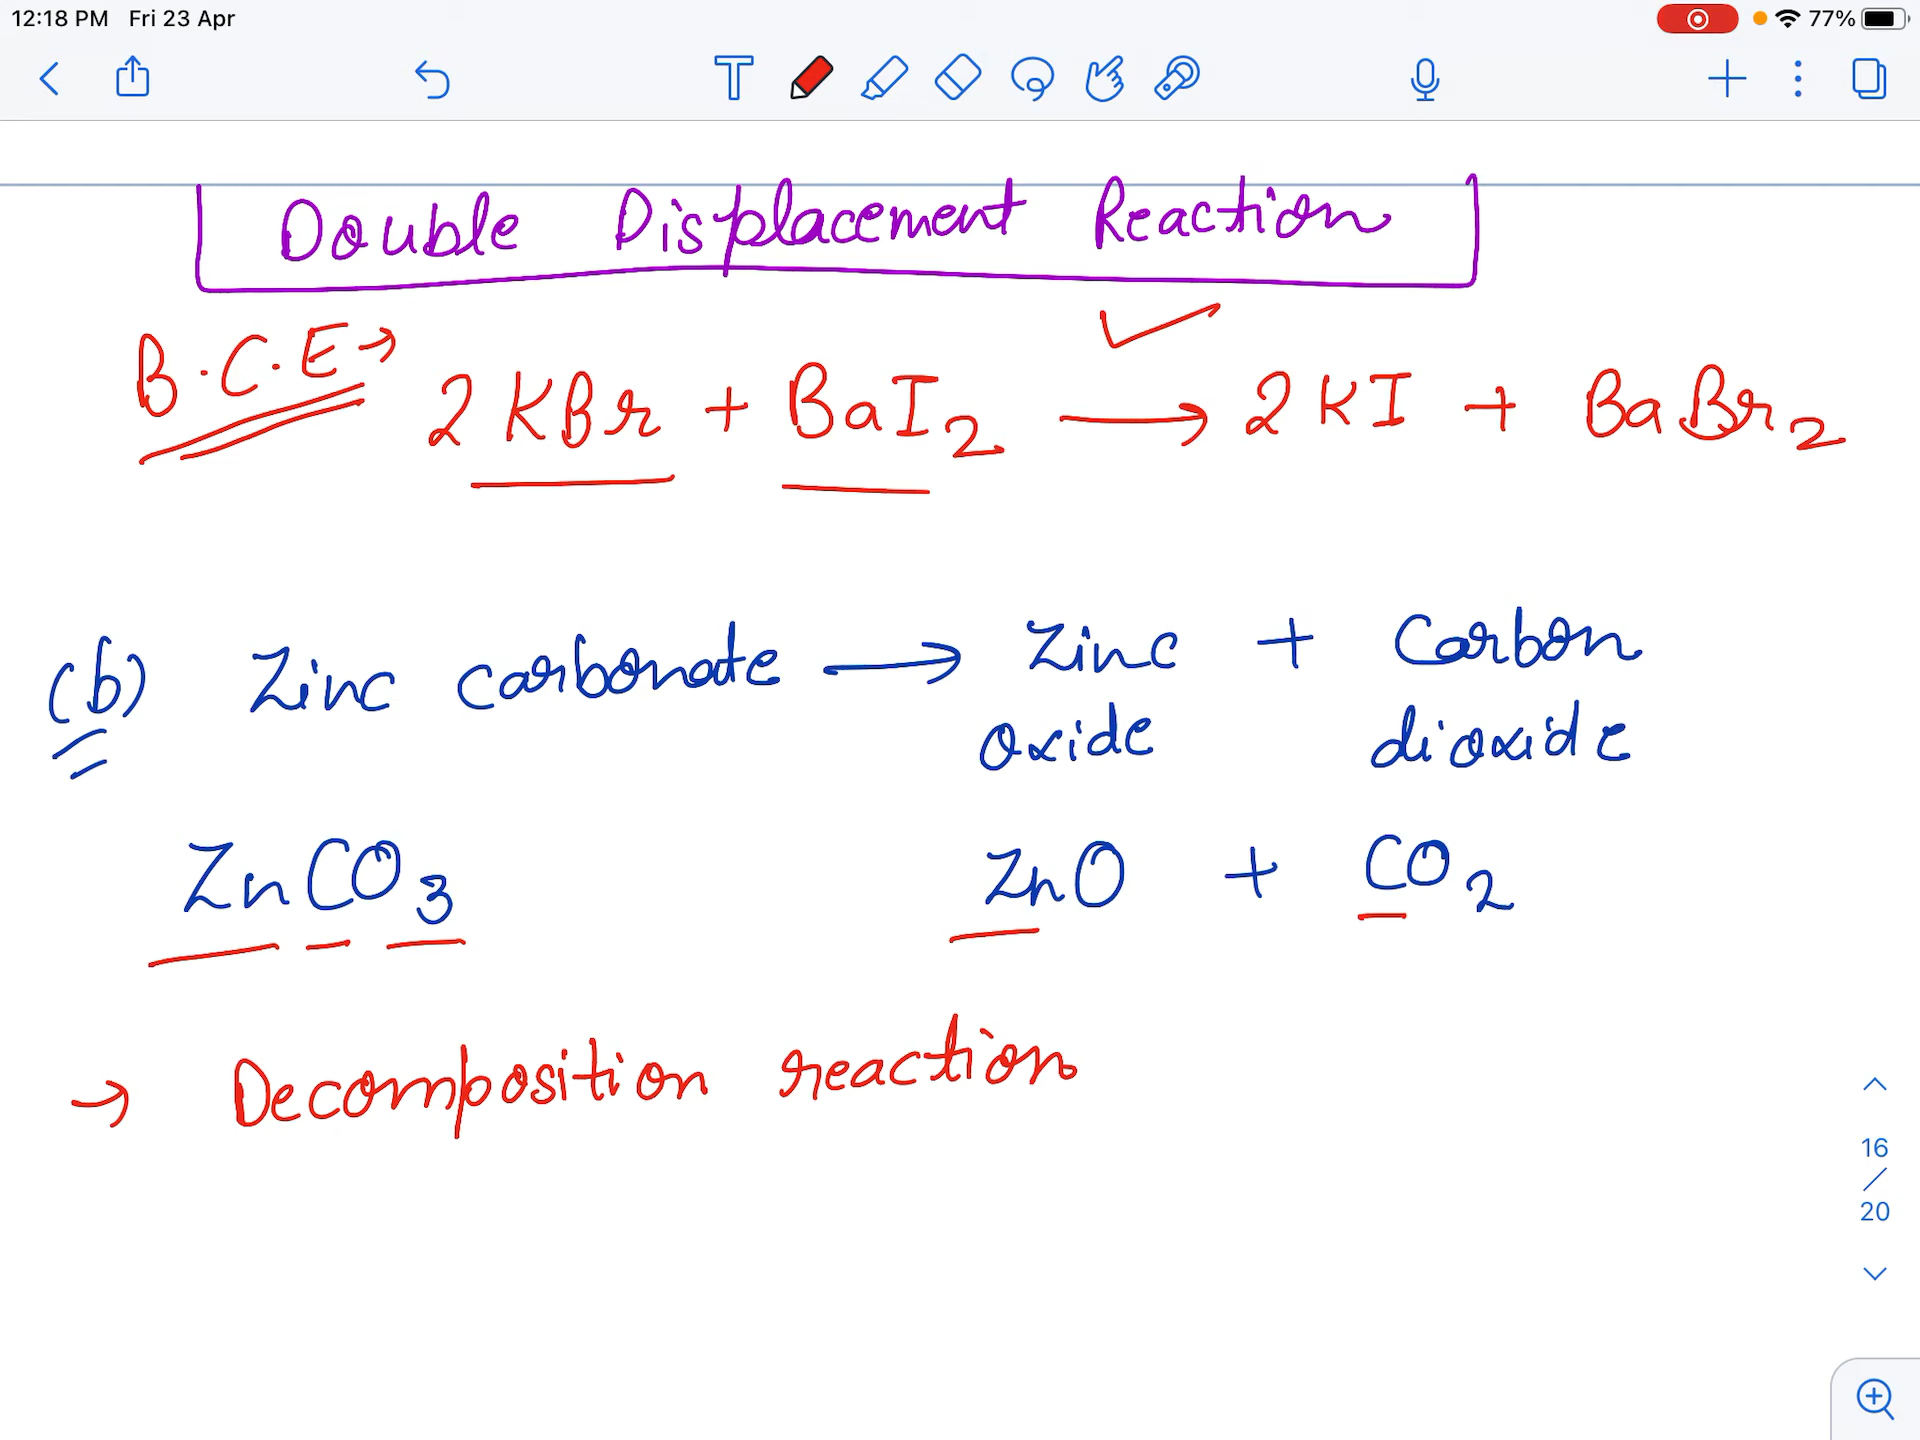 12:18 PM Fri 23 Apr 77%
T
Double Displacement Reaction
B.C.E → 2KBr + BaI₂ ⟶ 2KI + BaBr₂
(b) Zinc carbonate ⟶ Zinc + Carbon
oxide dioxide
ZnCO₃ ZnO + CO₂
→ Decomposition reaction
16
/
20